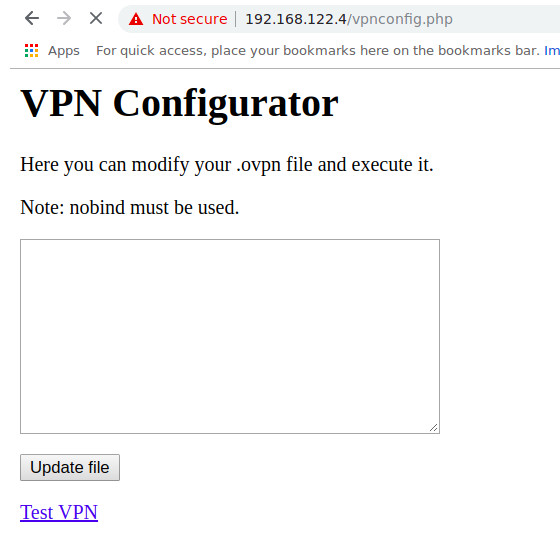 Not secure | 192.168.122.4/vpnconfig.php
Apps For quick access, place your bookmarks here on the bookmarks bar. Im
VPN Configurator
Here you can modify your .ovpn file and execute it.
Note: nobind must be used.
Update file
Test VPN